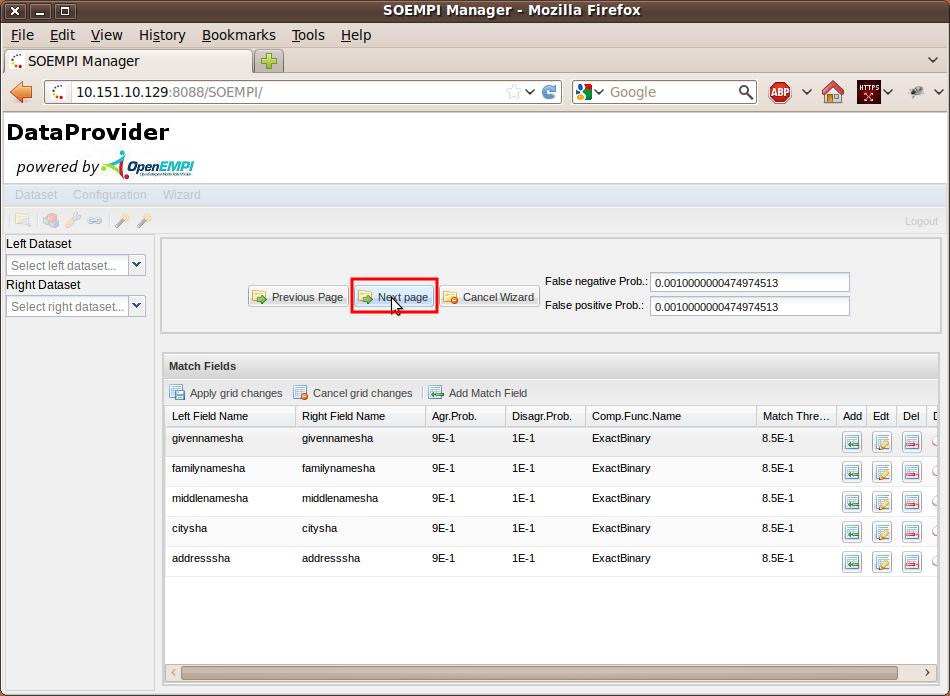 SOEMPI Manager - Mozilla Firefox
File Edit View History Bookmarks Tools Help
SOEMPI Manager
10.151.10.129:8088/SOEMPI/ Google ABP HTTPS
DataProvider
powered by OpenEMPI
Dataset Configuration Wizard
Logout
Left Dataset
Select left dataset...
Right Dataset
Select right dataset...
Previous Page Next page Cancel Wizard
False negative Prob.: 0.0010000000474974513
False positive Prob.: 0.0010000000474974513
Match Fields
Apply grid changes Cancel grid changes Add Match Field
Left Field Name Right Field Name Agr.Prob. Disagr.Prob. Comp.Func.Name Match Thre... Add Edt Del
givennamesha givennamesha 9E-1 1E-1 ExactBinary 8.5E-1
familynamesha familynamesha 9E-1 1E-1 ExactBinary 8.5E-1
middlenamesha middlenamesha 9E-1 1E-1 ExactBinary 8.5E-1
citysha citysha 9E-1 1E-1 ExactBinary 8.5E-1
addresssha addresssha 9E-1 1E-1 ExactBinary 8.5E-1